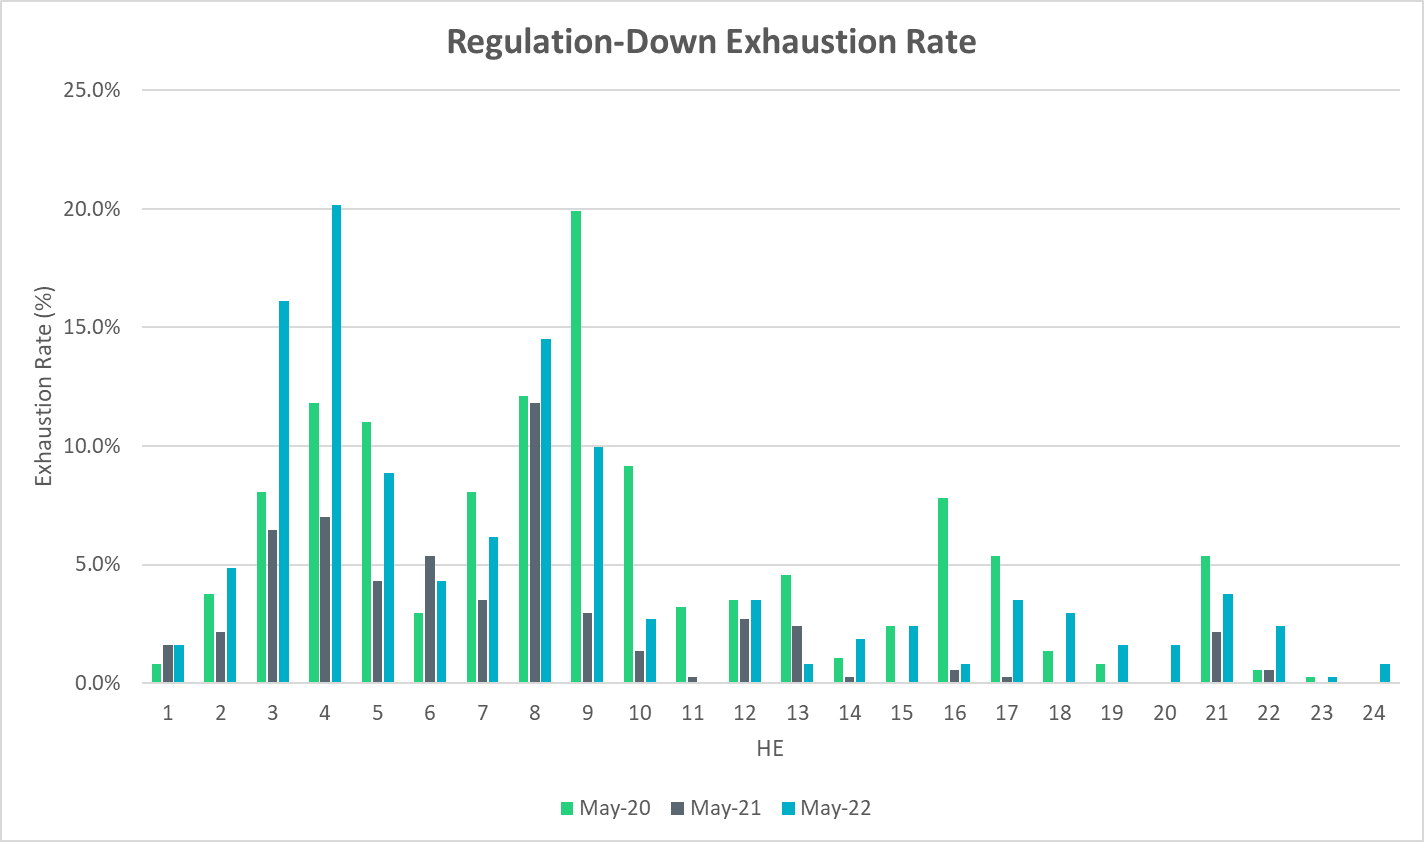 Regulation-Down Exhaustion Rate
25.0%
20.0%
15.0%
10.0%
5.0%
0.0%
Exhaustion Rate (%)
1 2 3 4 5 6 7 8 9 10 11 12 13 14 15 16 17 18 19 20 21 22 23 24
HE
May-20 May-21 May-22